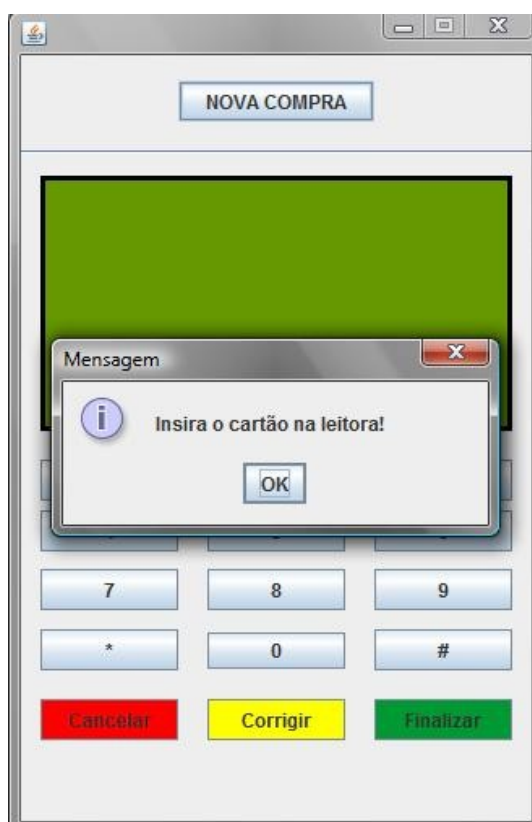 NOVA COMPRA
Mensagem
Insira o cartão na leitora!
OK
7 8 9
* 0 #
Cancelar Corrigir Finalizar